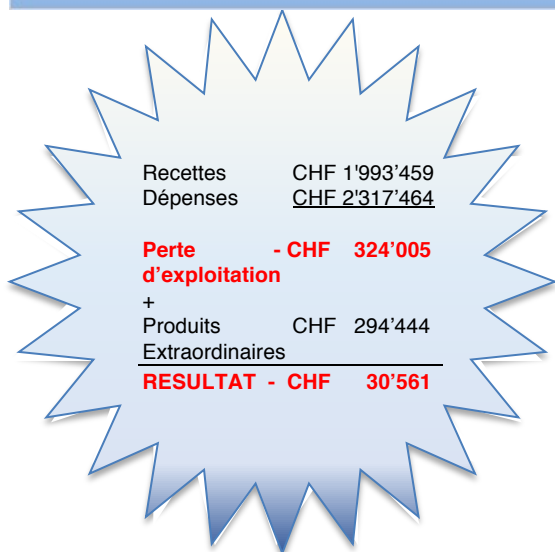 Recettes CHF 1'993’459
Dépenses CHF 2'317’464
Perte - CHF 324’005
d’exploitation
+
Produits CHF 294’444
Extraordinaires
RESULTAT - CHF 30’561